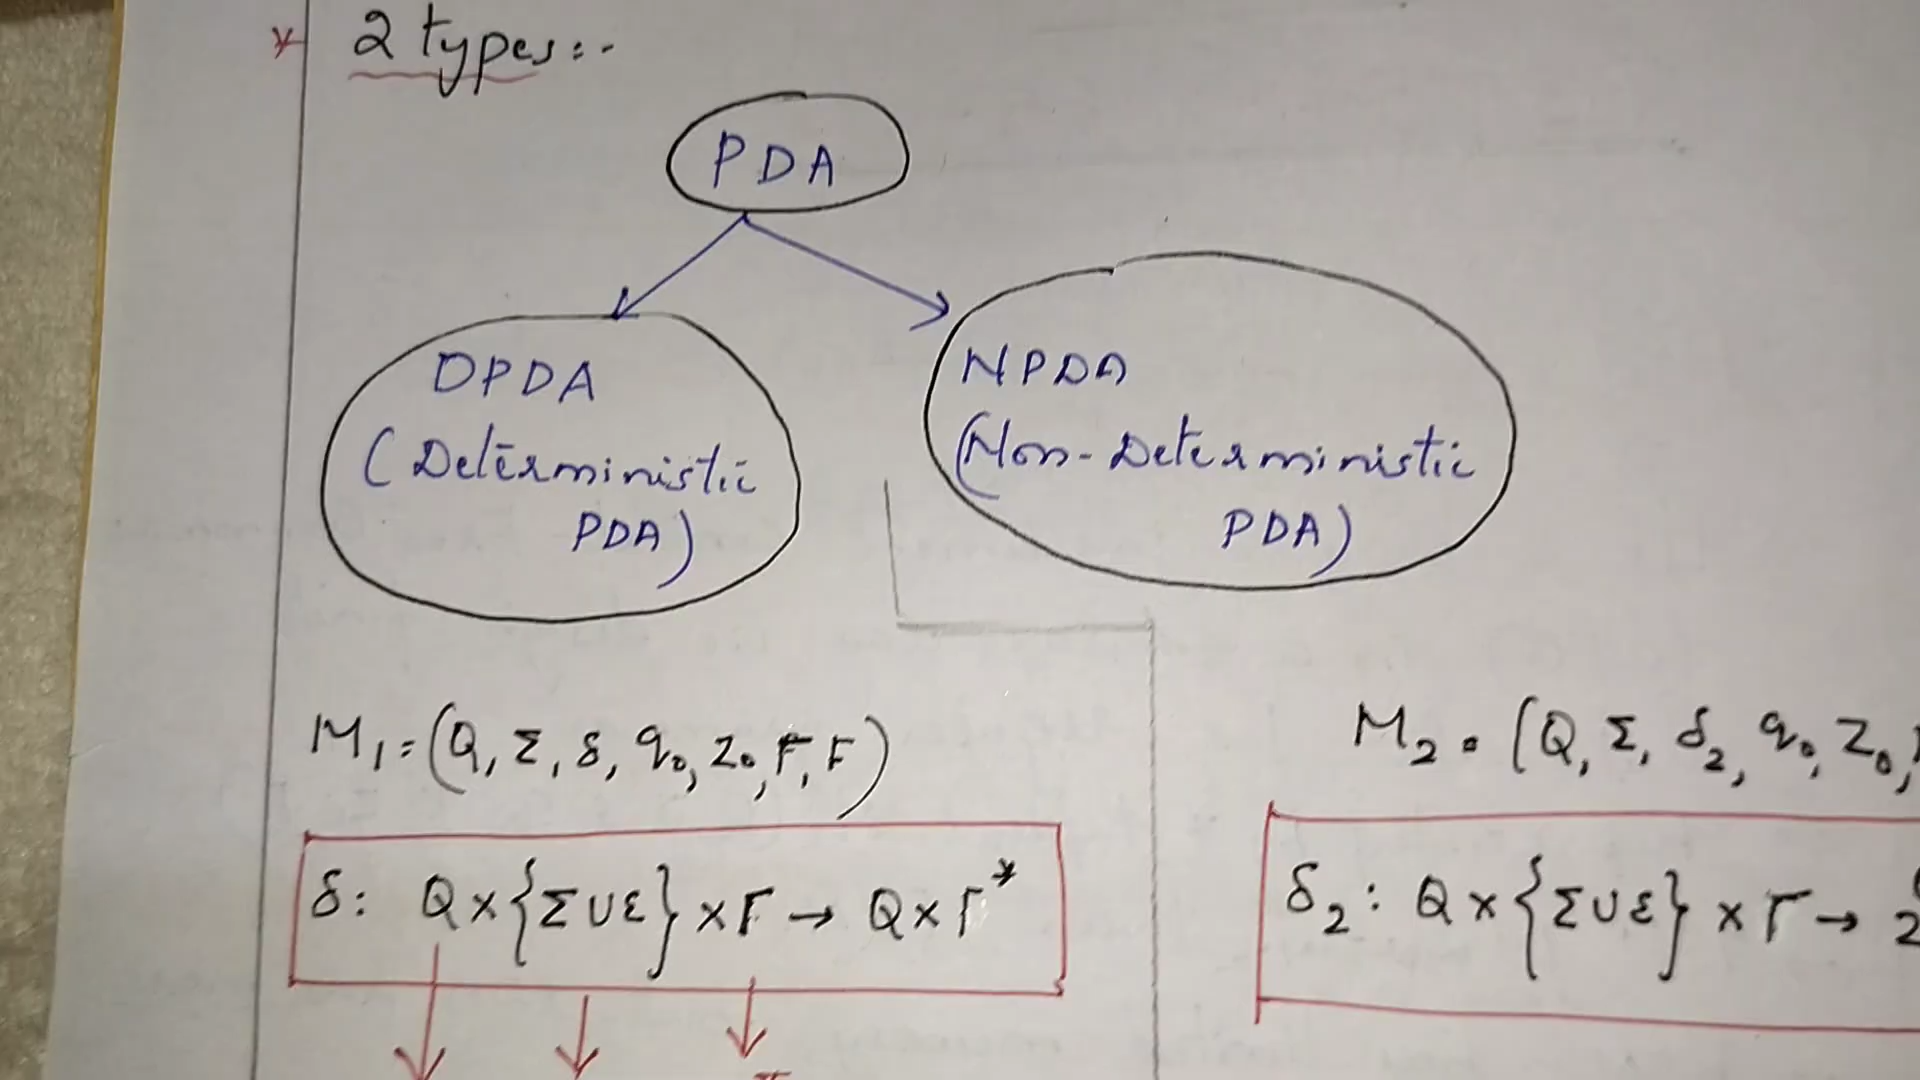 * 2 types:-
PDA
DPDA
(Deterministic
PDA)
NPDA
(Non-Deterministic
PDA)
M₁=(Q, Σ, δ, q₀, Z₀, Γ, F)
M₂ = (Q, Σ, δ₂, q₀, Z₀,
δ: Q×{Σ∪ε}×Γ → Q×Γ*
δ₂: Q×{Σ∪ε}×Γ → 2